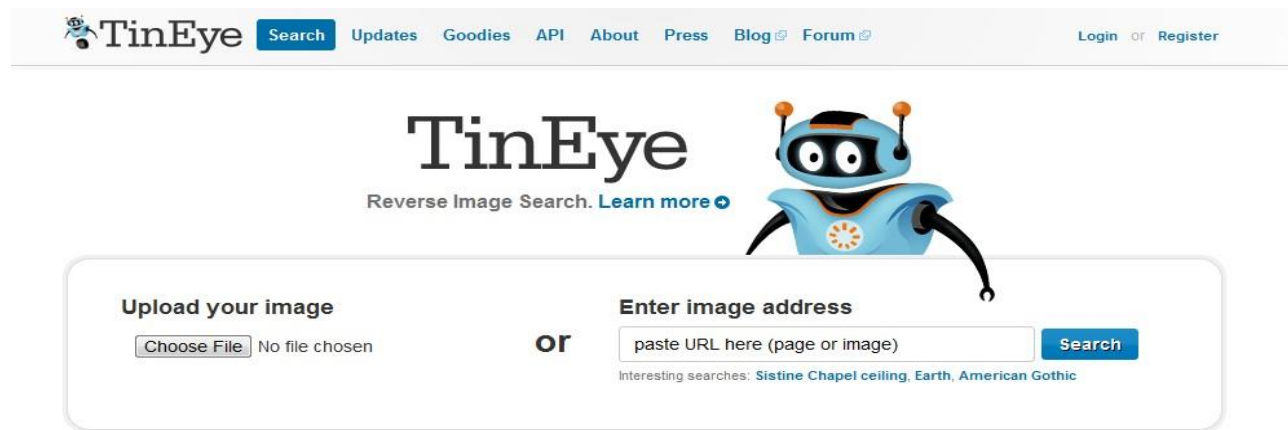 TinEye Search Updates Goodies API About Press Blog Forum Login or Register
TinEye
Reverse Image Search. Learn more
Upload your image
Choose File No file chosen
or
Enter image address
paste URL here (page or image) Search
Interesting searches: Sistine Chapel ceiling, Earth, American Gothic